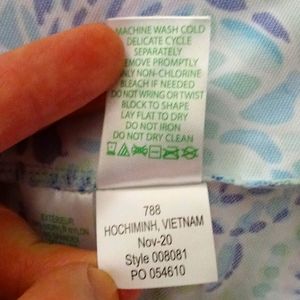 MACHINE WASH COLD
DELICATE CYCLE
SEPARATELY
REMOVE PROMPTLY
ONLY NON-CHLORINE
BLEACH IF NEEDED
DO NOT WRING OR TWIST
BLOCK TO SHAPE
LAY FLAT TO DRY
DO NOT IRON
DO NOT DRY CLEAN
788
HOCHIMINH, VIETNAM
Nov-20
Style 008081
PO 054610
EXTÉRIEUR
NYLON